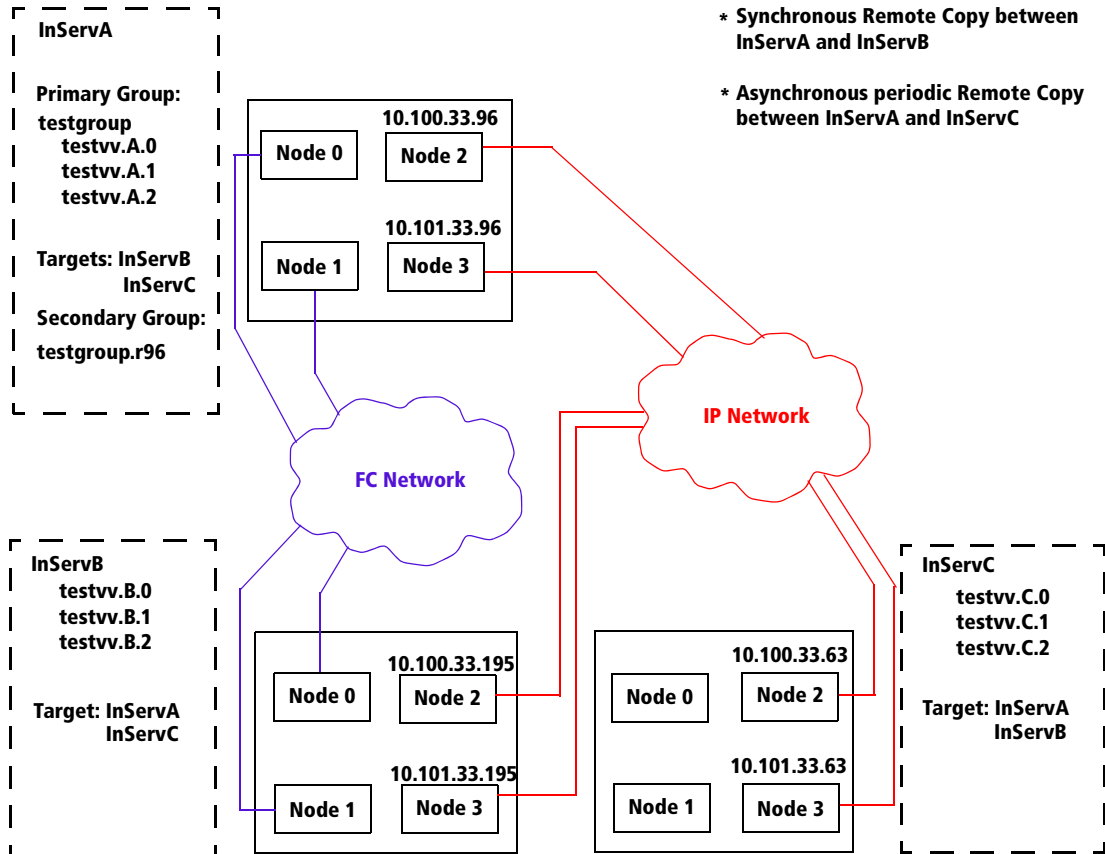 InServA
Primary Group:
testgroup
testvv.A.0
testvv.A.1
testvv.A.2
Targets: InServB
InServC
Secondary Group:
testgroup.r96
* Synchronous Remote Copy between
InServA and InServB
* Asynchronous periodic Remote Copy
between InServA and InServC
10.100.33.96
Node 0
Node 2
10.101.33.96
Node 1
Node 3
IP Network
FC Network
InServB
testvv.B.0
testvv.B.1
testvv.B.2
Target: InServA
InServC
10.100.33.195
Node 0
Node 2
10.101.33.195
Node 1
Node 3
10.100.33.63
Node 0
Node 2
10.101.33.63
Node 1
Node 3
InServC
testvv.C.0
testvv.C.1
testvv.C.2
Target: InServA
InServB